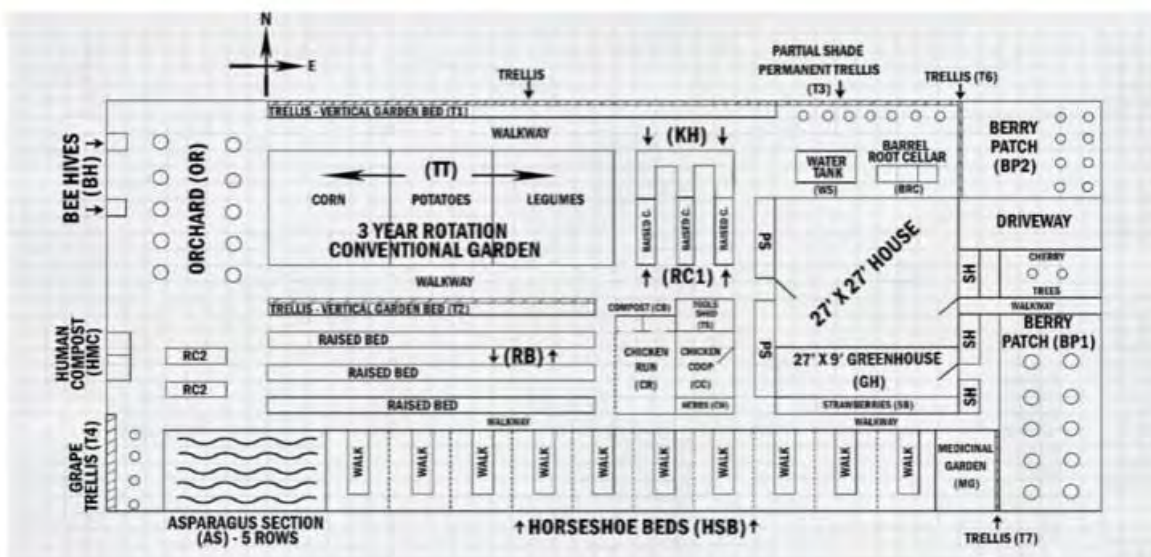 N
E
TRELLIS
PARTIAL SHADE
PERMANENT TRELLIS
(T3)
TRELLIS (T6)
TRELLIS - VERTICAL GARDEN BED (T1)
WALKWAY
(KH)
BEE HIVES
(BH)
ORCHARD (OR)
(TT)
CORN
POTATOES
LEGUMES
3 YEAR ROTATION
CONVENTIONAL GARDEN
RAISED C.
RAISED C.
RAISED C.
(RC1)
WATER
TANK
(WS)
BARREL
ROOT CELLAR
(BRC)
BERRY
PATCH
(BP2)
DRIVEWAY
PS
27' X 27' HOUSE
SH
CHERRY
TREES
WALKWAY
WALKWAY
TRELLIS - VERTICAL GARDEN BED (T2)
COMPOST (CB)
TOOLS
SHED
(TS)
PS
BERRY
PATCH (BP1)
HUMAN
COMPOST
(HMC)
RC2
RC2
RAISED BED
(RB)
RAISED BED
RAISED BED
CHICKEN
RUN
(CR)
CHICKEN
COOP
(CC)
HERBS (CH)
27' X 9' GREENHOUSE
(GH)
SH
SH
STRAWBERRIES (SB)
WALKWAY
WALKWAY
GRAPE
TRELLIS (T4)
WALK
WALK
WALK
WALK
WALK
WALK
WALK
WALK
WALK
WALK
MEDICINAL
GARDEN
(MG)
ASPARAGUS SECTION
(AS) - 5 ROWS
HORSESHOE BEDS (HSB)
TRELLIS (T7)